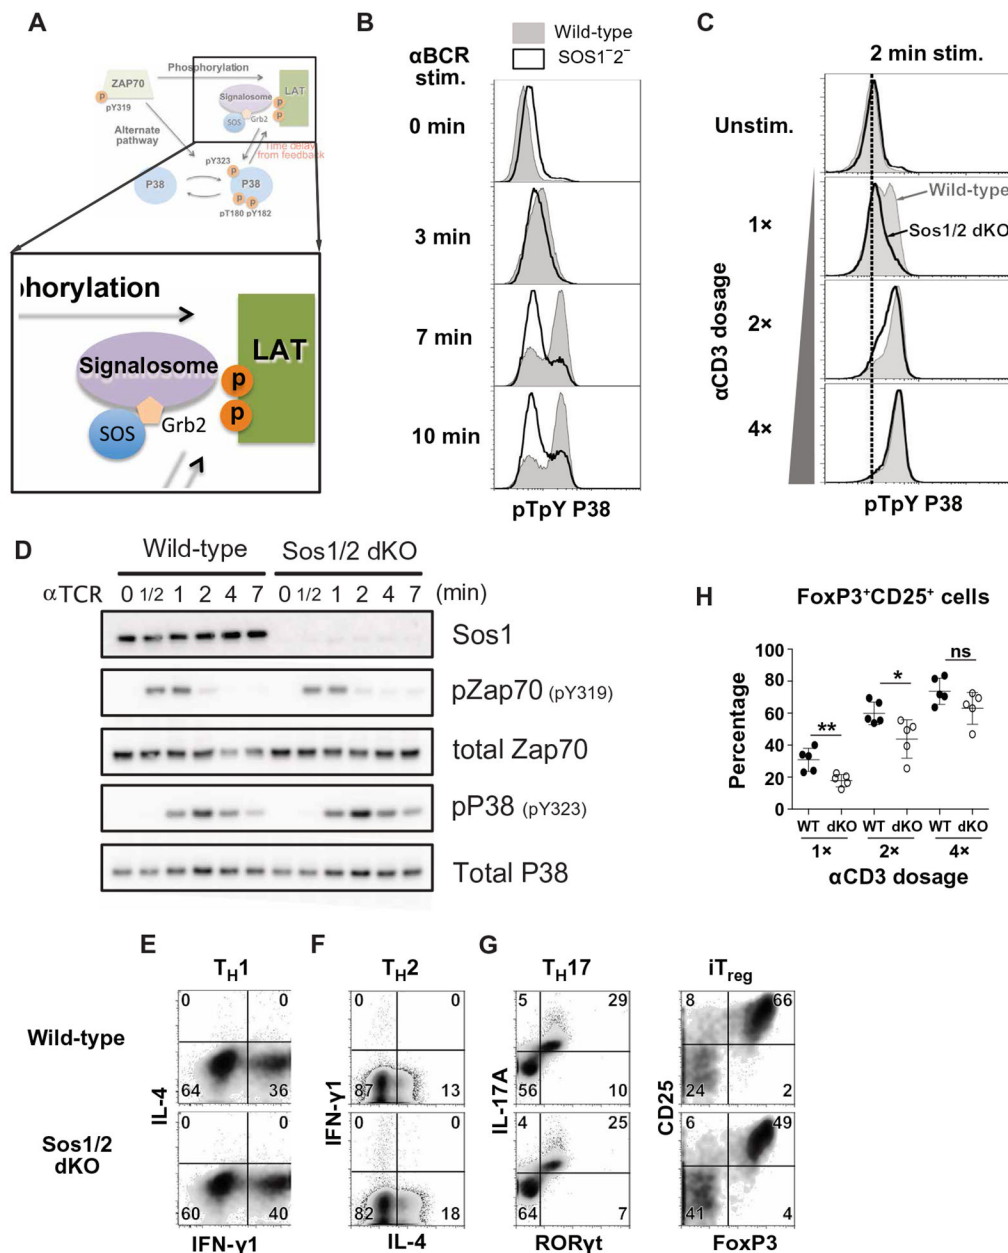 A
ZAP70
p
pY319
Phosphorylation
Signalosome
SOS
Grb2
p
p
LAT
Alternate
pathway
Time delay
from feedback
pY323
p
P38
P38
p
p
pT180 pY182
horylation
Signalosome
SOS
Grb2
p
p
LAT
B
Wild-type
SOS1⁻2⁻
αBCR
stim.
0 min
3 min
7 min
10 min
pTpY P38
C
2 min stim.
Unstim.
1×
2×
4×
αCD3 dosage
Wild-type
Sos1/2 dKO
pTpY P38
D
Wild-type Sos1/2 dKO
αTCR 0 1/2 1 2 4 7 0 1/2 1 2 4 7 (min)
Sos1
pZap70 (pY319)
total Zap70
pP38 (pY323)
Total P38
H
FoxP3⁺CD25⁺ cells
Percentage
100
80
60
40
20
0
** * ns
WT dKO WT dKO WT dKO
1× 2× 4×
αCD3 dosage
E F G
TH1 TH2 TH17 iTreg
Wild-type
0 0
64 36
0 0
87 13
5 29
56 10
8 66
24 2
Sos1/2
dKO
0 0
60 40
0 0
82 18
4 25
64 7
6 49
41 4
IL-4
IFN-γ1
IL-17A
CD25
IFN-γ1 IL-4 RORγt FoxP3